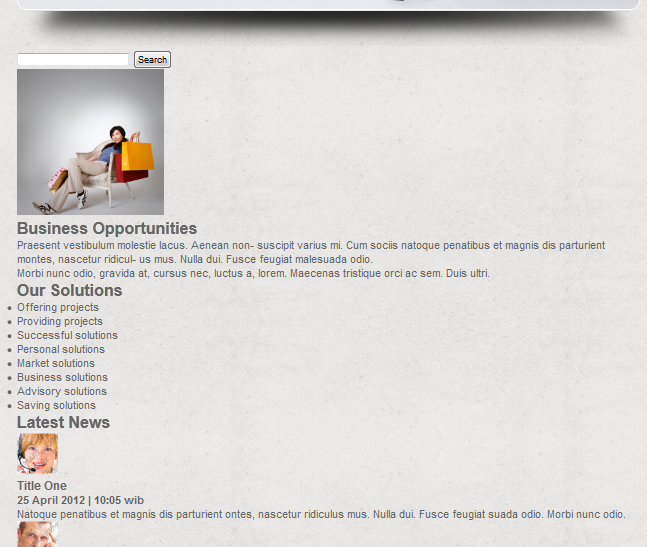 Search
Business Opportunities
Praesent vestibulum molestie lacus. Aenean non- suscipit varius mi. Cum sociis natoque penatibus et magnis dis parturient
montes, nascetur ridicul- us mus. Nulla dui. Fusce feugiat malesuada odio.
Morbi nunc odio, gravida at, cursus nec, luctus a, lorem. Maecenas tristique orci ac sem. Duis ultri.
Our Solutions
Offering projects
Providing projects
Successful solutions
Personal solutions
Market solutions
Business solutions
Advisory solutions
Saving solutions
Latest News
Title One
25 April 2012 | 10:05 wib
Natoque penatibus et magnis dis parturient ontes, nascetur ridiculus mus. Nulla dui. Fusce feugiat suada odio. Morbi nunc odio.